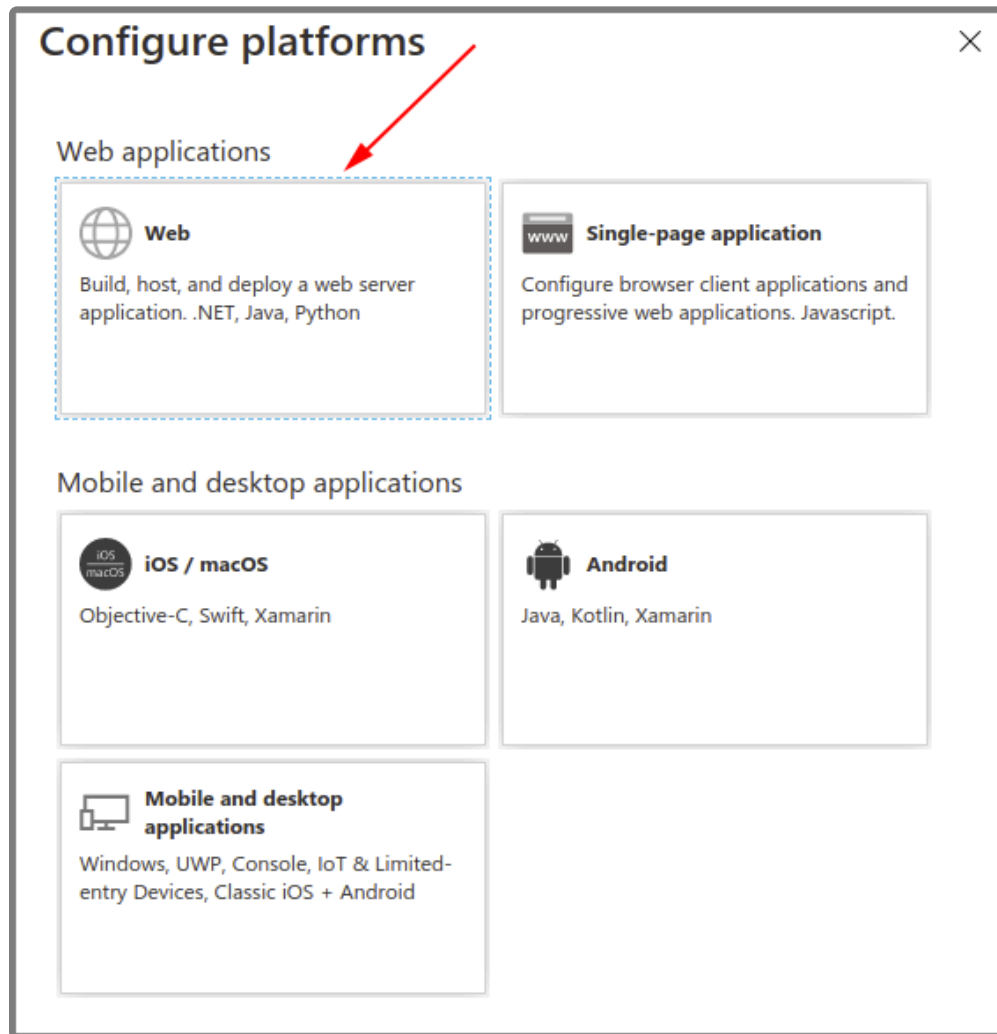 Configure platforms
Web applications
Web
Build, host, and deploy a web server
application. .NET, Java, Python
www
Single-page application
Configure browser client applications and
progressive web applications. Javascript.
Mobile and desktop applications
iOS
macOS
iOS / macOS
Objective-C, Swift, Xamarin
Android
Java, Kotlin, Xamarin
Mobile and desktop
applications
Windows, UWP, Console, IoT & Limited-
entry Devices, Classic iOS + Android